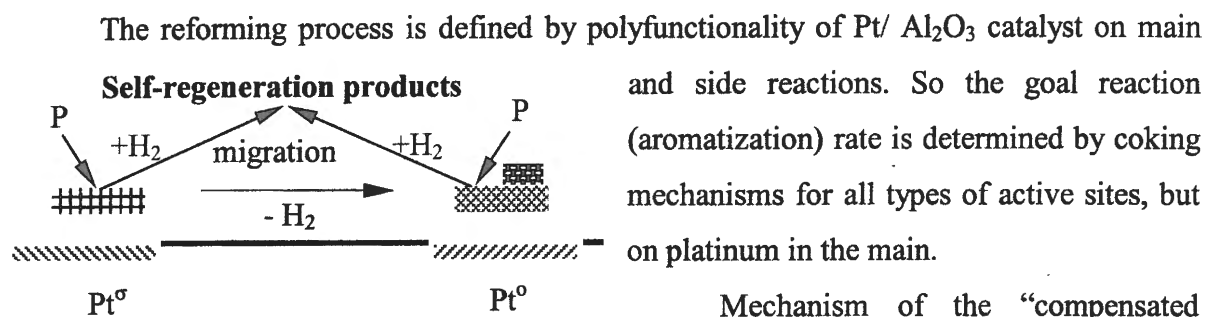 The reforming process is defined by polyfunctionality of Pt/ Al₂O₃ catalyst on main
Self-regeneration products
P
+H₂
migration
- H₂
+H₂
P
Ptᵟ
Pt⁰
and side reactions. So the goal reaction
(aromatization) rate is determined by coking
mechanisms for all types of active sites, but
on platinum in the main.
Mechanism of the “compensated